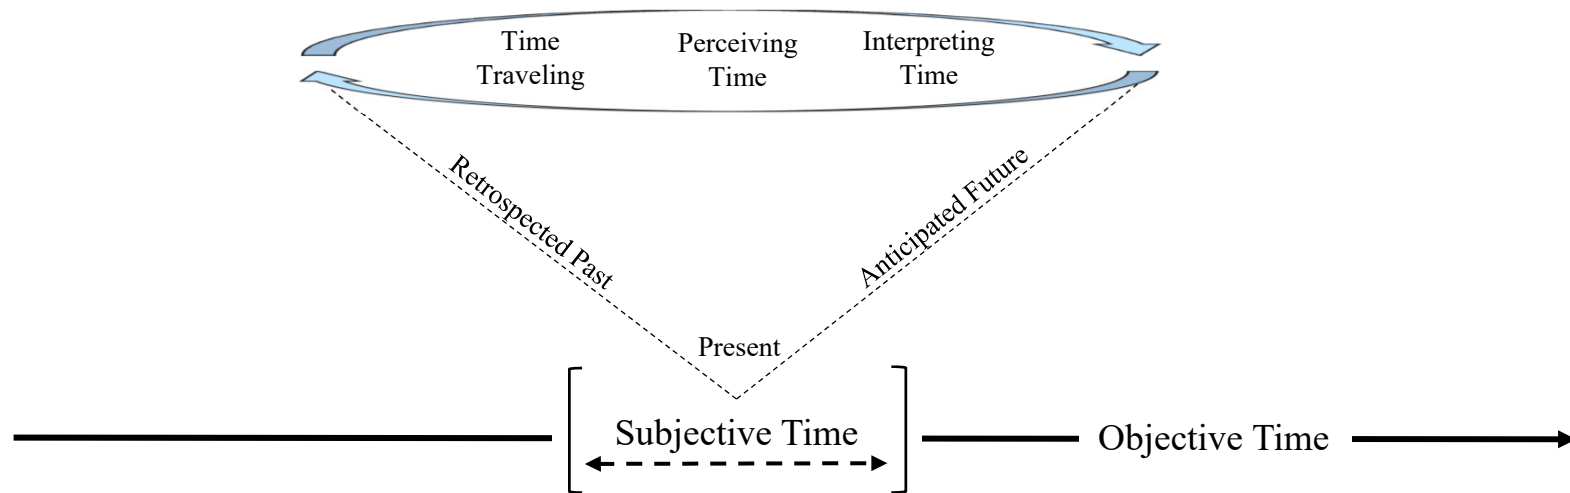 Time
Traveling
Perceiving
Time
Interpreting
Time
Retrospected Past
Anticipated Future
Present
Subjective Time
Objective Time